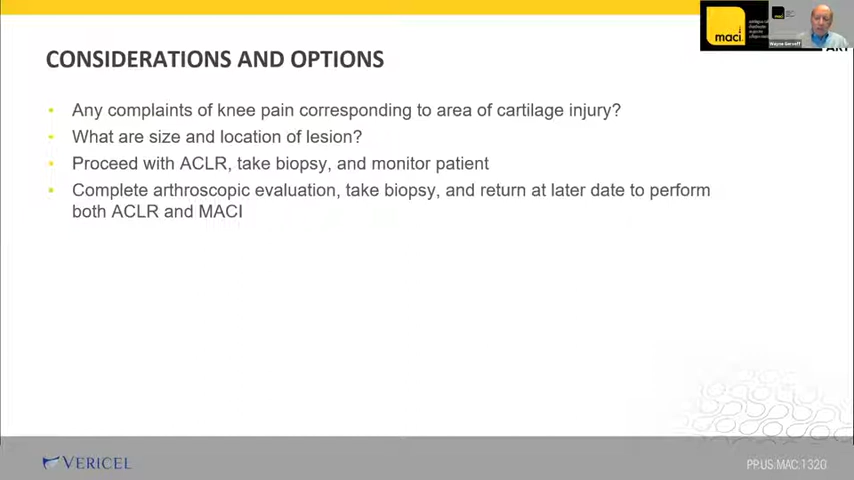 maci
Wayne Gersoff
CONSIDERATIONS AND OPTIONS
• Any complaints of knee pain corresponding to area of cartilage injury?
• What are size and location of lesion?
• Proceed with ACLR, take biopsy, and monitor patient
• Complete arthroscopic evaluation, take biopsy, and return at later date to perform
both ACLR and MACI
VERICEL
PP.US.MAC.1320